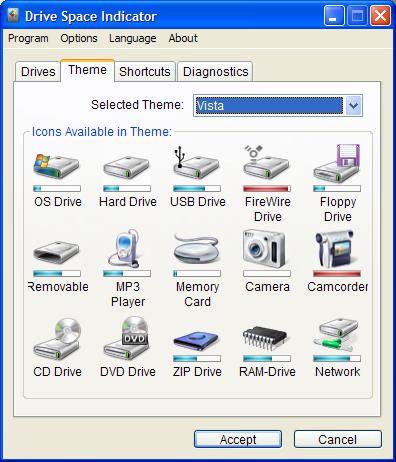 Drive Space Indicator
Program Options Language About
Drives Theme Shortcuts Diagnostics
Selected Theme: Vista
Icons Available in Theme:
OS Drive Hard Drive USB Drive FireWire Drive Floppy Drive
Removable MP3 Player Memory Card Camera Camcorder
DVD
CD Drive DVD Drive ZIP Drive RAM-Drive Network
Accept Cancel